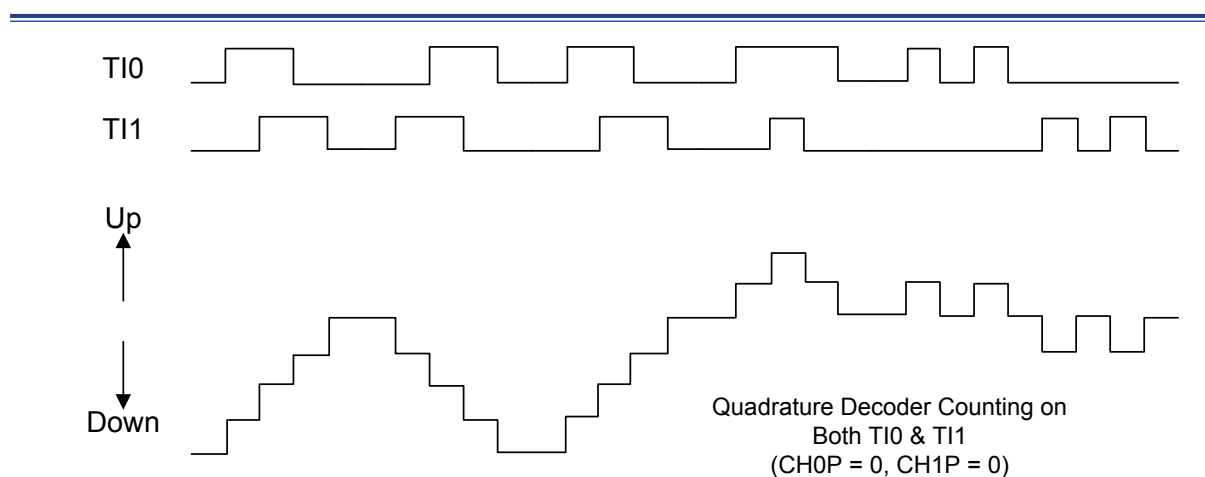 TI0
TI1
Up
Down
Quadrature Decoder Counting on
Both TI0 & TI1
(CH0P = 0, CH1P = 0)